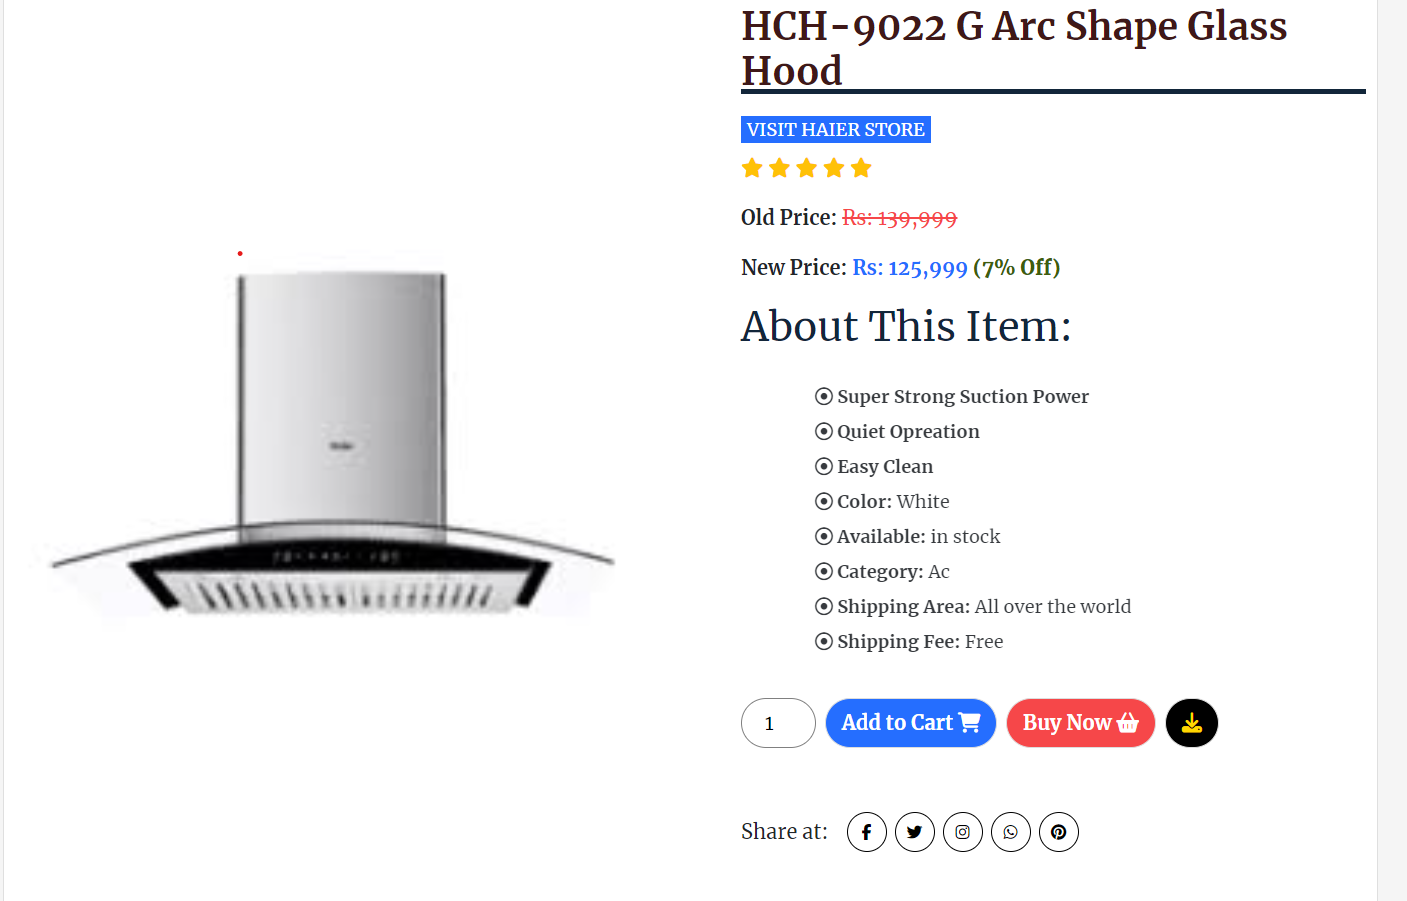 HCH-9022 G Arc Shape Glass
Hood
VISIT HAIER STORE
Old Price: Rs: 139,999
New Price: Rs: 125,999 (7% Off)
About This Item:
Super Strong Suction Power
Quiet Opreation
Easy Clean
Color: White
Available: in stock
Category: Ac
Shipping Area: All over the world
Shipping Fee: Free
1
Add to Cart
Buy Now
Share at: